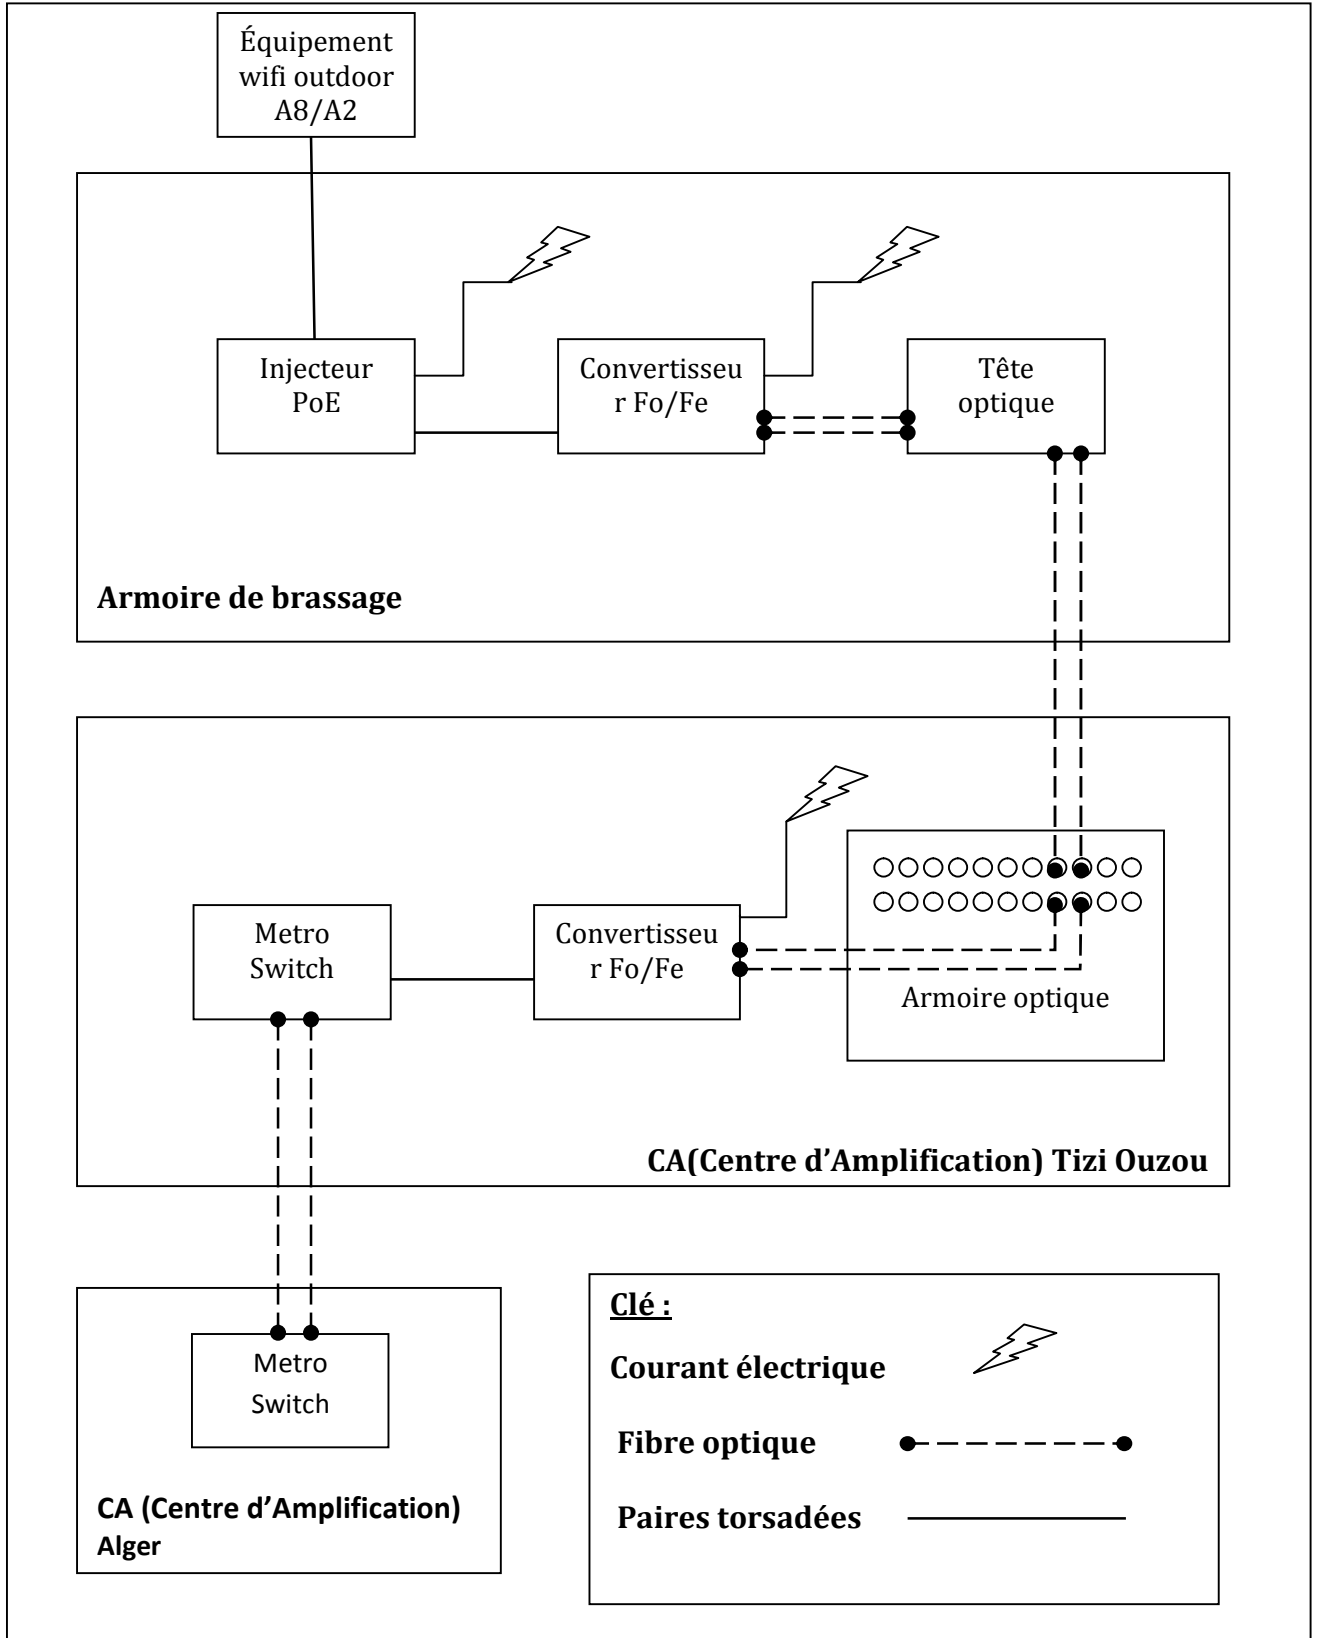 Équipement
wifi outdoor
A8/A2
Injecteur
PoE
Convertisseu
r Fo/Fe
Tête
optique
Armoire de brassage
Metro
Switch
Convertisseu
r Fo/Fe
Armoire optique
CA(Centre d'Amplification) Tizi Ouzou
Metro
Switch
CA (Centre d'Amplification)
Alger
Clé :
Courant électrique
Fibre optique
Paires torsadées